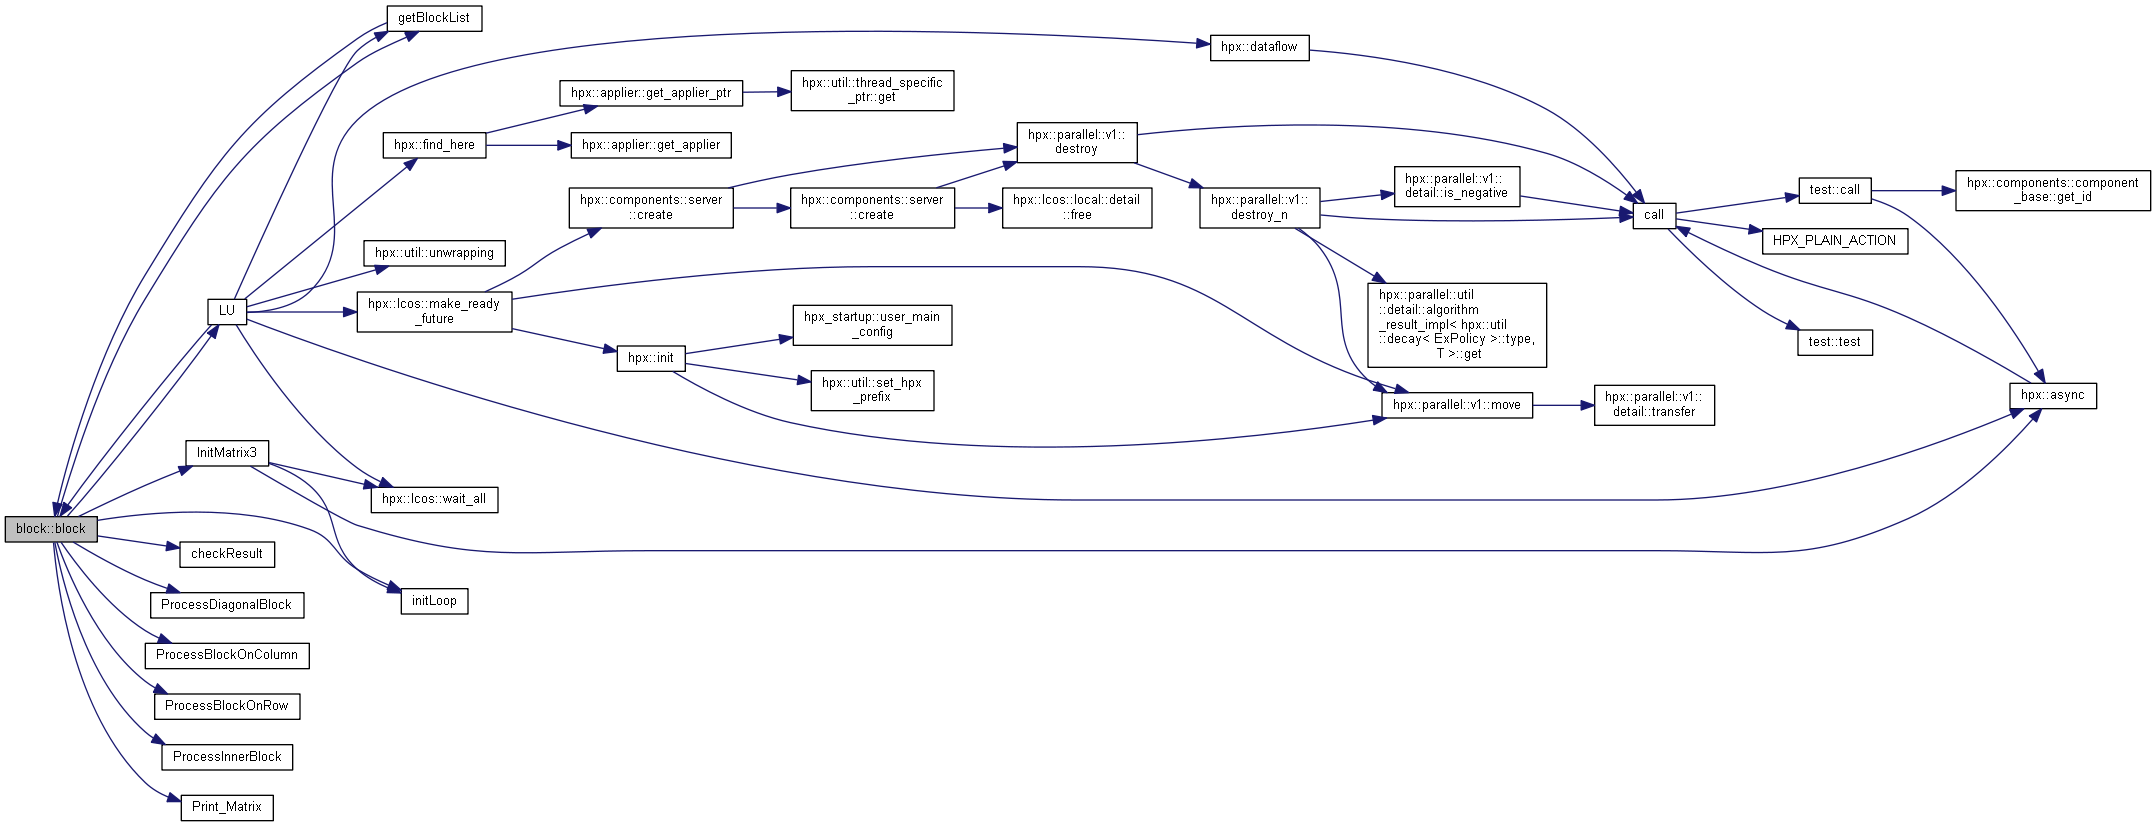 getBlockList
hpx::dataflow
hpx::util::thread_specific
_ptr::get
hpx::applier::get_applier_ptr
hpx::find_here
hpx::applier::get_applier
hpx::parallel::v1::
destroy
hpx::parallel::v1::
detail::is_negative
test::call
hpx::components::component
_base::get_id
hpx::components::server
::create
hpx::components::server
::create
hpx::lcos::local::detail
::free
hpx::parallel::v1::
destroy_n
call
HPX_PLAIN_ACTION
hpx::util::unwrapping
LU
hpx::lcos::make_ready
_future
hpx_startup::user_main
_config
hpx::parallel::util
::detail::algorithm
_result_impl< hpx::util
::decay< ExPolicy >::type,
T >::get
test::test
hpx::init
hpx::util::set_hpx
_prefix
hpx::parallel::v1::move
hpx::parallel::v1::
detail::transfer
hpx::async
InitMatrix3
hpx::lcos::wait_all
block::block
checkResult
ProcessDiagonalBlock
initLoop
ProcessBlockOnColumn
ProcessBlockOnRow
ProcessInnerBlock
Print_Matrix